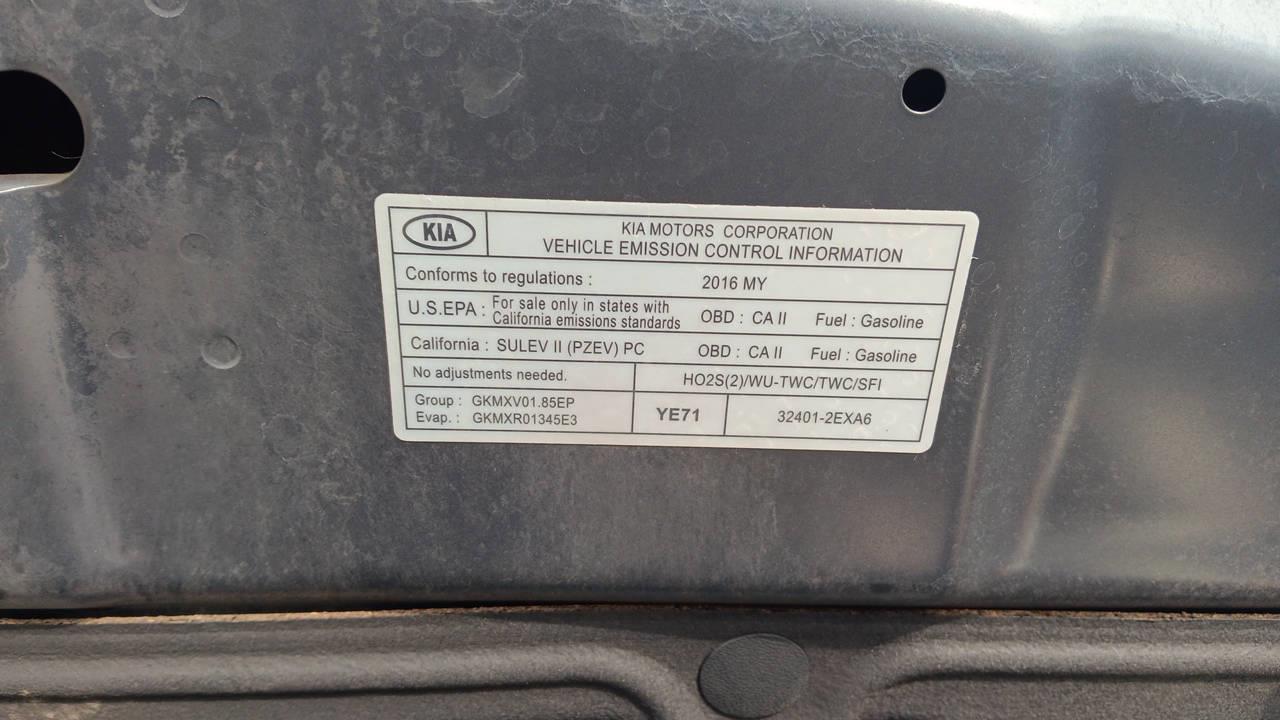 KIA
KIA MOTORS CORPORATION
VEHICLE EMISSION CONTROL INFORMATION
Conforms to regulations : 2016 MY
U.S.EPA : For sale only in states with California emissions standards OBD : CA II Fuel : Gasoline
California : SULEV II (PZEV) PC OBD : CA II Fuel : Gasoline
No adjustments needed. HO2S(2)/WU-TWC/TWC/SFI
Group : GKMXV01.85EP
Evap. : GKMXR01345E3
YE71
32401-2EXA6